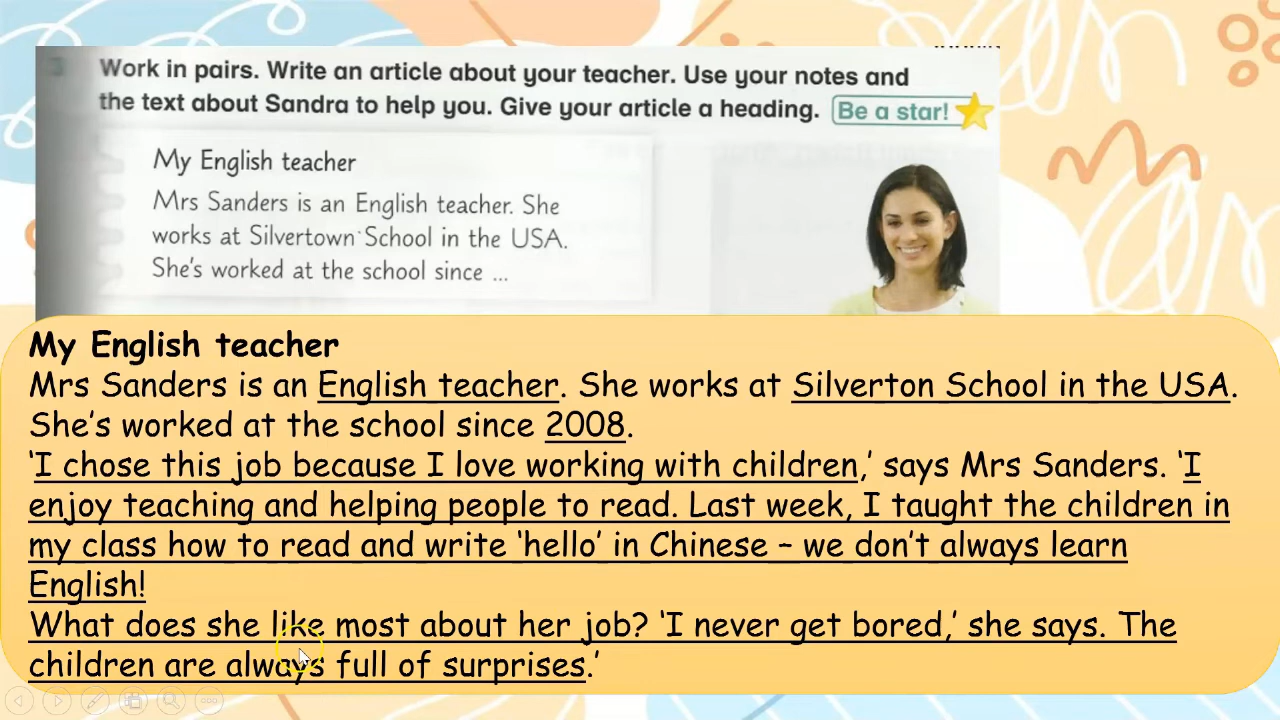 Work in pairs. Write an article about your teacher. Use your notes and
the text about Sandra to help you. Give your article a heading. Be a star!
My English teacher
Mrs Sanders is an English teacher. She
works at Silvertown School in the USA.
She's worked at the school since ...
My English teacher
Mrs Sanders is an English teacher. She works at Silverton School in the USA.
She’s worked at the school since 2008.
‘I chose this job because I love working with children,’ says Mrs Sanders. ‘I
enjoy teaching and helping people to read. Last week, I taught the children in
my class how to read and write ‘hello’ in Chinese – we don’t always learn
English!
What does she like most about her job? ‘I never get bored,’ she says. The
children are always full of surprises.’